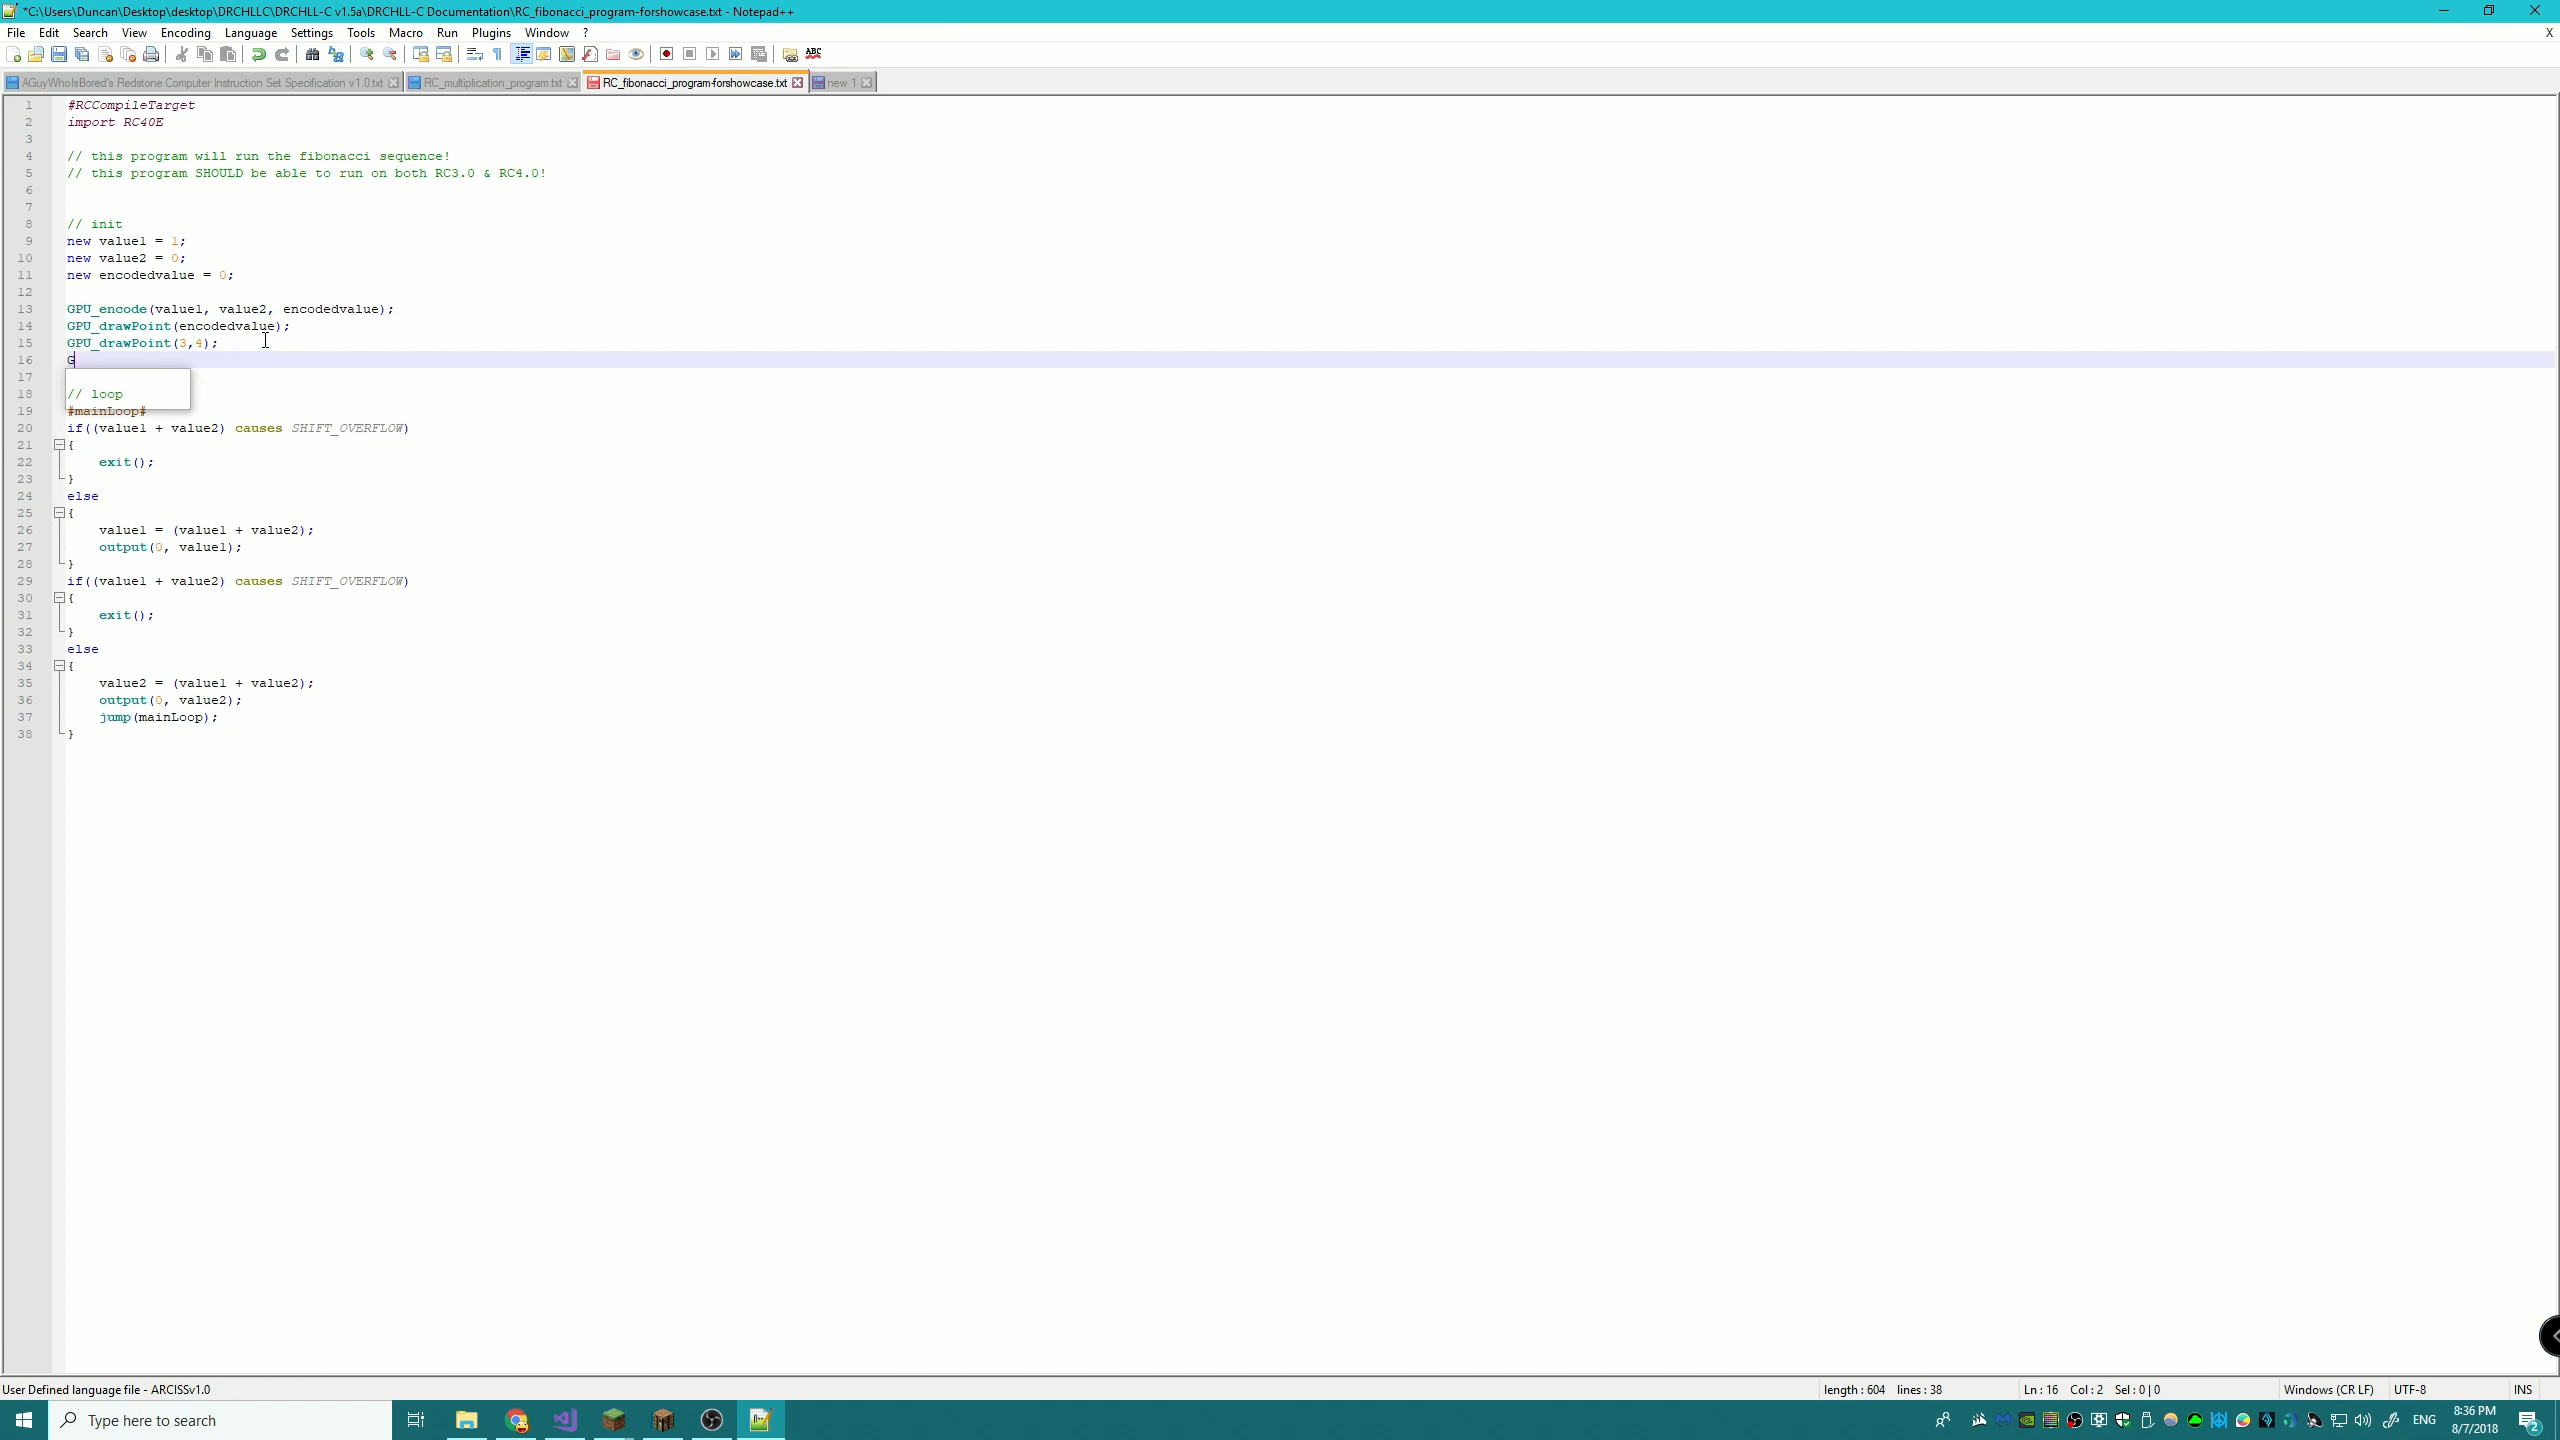 *C:\Users\Duncan\Desktop\desktop\DRCHLLC\DRCHLL-C v1.5a\DRCHLL-C Documentation\RC_fibonacci_program-forshowcase.txt - Notepad++
File Edit Search View Encoding Language Settings Tools Macro Run Plugins Window ? X
ABC
AGuyWhoIsBored's Redstone Computer Instruction Set Specification v1.0.txt RC_multiplication_program.txt RC_fibonacci_program-forshowcase.txt new 1
1 #RCCompileTarget
2 import RC40E
3
4 // this program will run the fibonacci sequence!
5 // this program SHOULD be able to run on both RC3.0 & RC4.0!
6
7
8 // init
9 new value1 = 1;
10 new value2 = 0;
11 new encodedvalue = 0;
12
13 GPU_encode(value1, value2, encodedvalue);
14 GPU_drawPoint(encodedvalue);
15 GPU_drawPoint(3,4);
16 G
17
18 // loop
19 #mainLoop#
20 if((value1 + value2) causes SHIFT_OVERFLOW)
21 {
22 exit();
23 }
24 else
25 {
26 value1 = (value1 + value2);
27 output(0, value1);
28 }
29 if((value1 + value2) causes SHIFT_OVERFLOW)
30 {
31 exit();
32 }
33 else
34 {
35 value2 = (value1 + value2);
36 output(0, value2);
37 jump(mainLoop);
38 }
User Defined language file - ARCISSv1.0 length : 604 lines : 38 Ln : 16 Col : 2 Sel : 0 | 0 Windows (CR LF) UTF-8 INS
Type here to search ENG 8:36 PM
8/7/2018 2